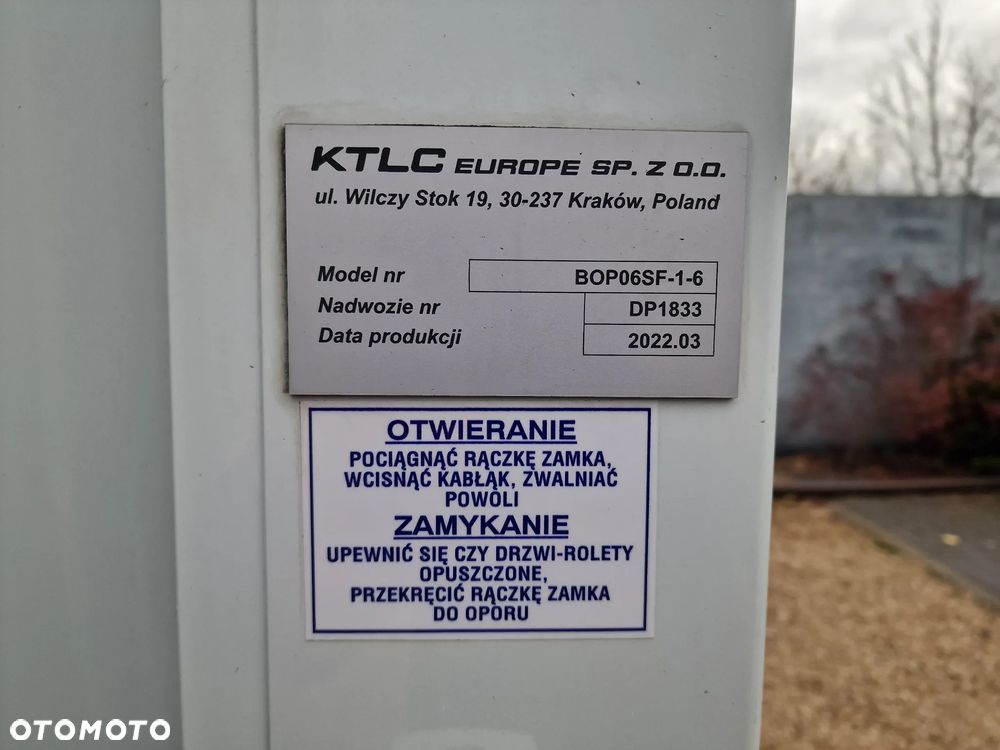 KTLC EUROPE SP. Z O.O.
ul. Wilczy Stok 19, 30-237 Kraków, Poland
Model nr BOP06SF-1-6
Nadwozie nr DP1833
Data produkcji 2022.03
OTWIERANIE
POCIĄGNĄĆ RĄCZKĘ ZAMKA,
WCISNĄĆ KABŁĄK, ZWALNIAĆ
POWOLI
ZAMYKANIE
UPEWNIĆ SIĘ CZY DRZWI-ROLETY
OPUSZCZONE,
PRZEKRĘCIĆ RĄCZKĘ ZAMKA
DO OPORU
OTOMOTO